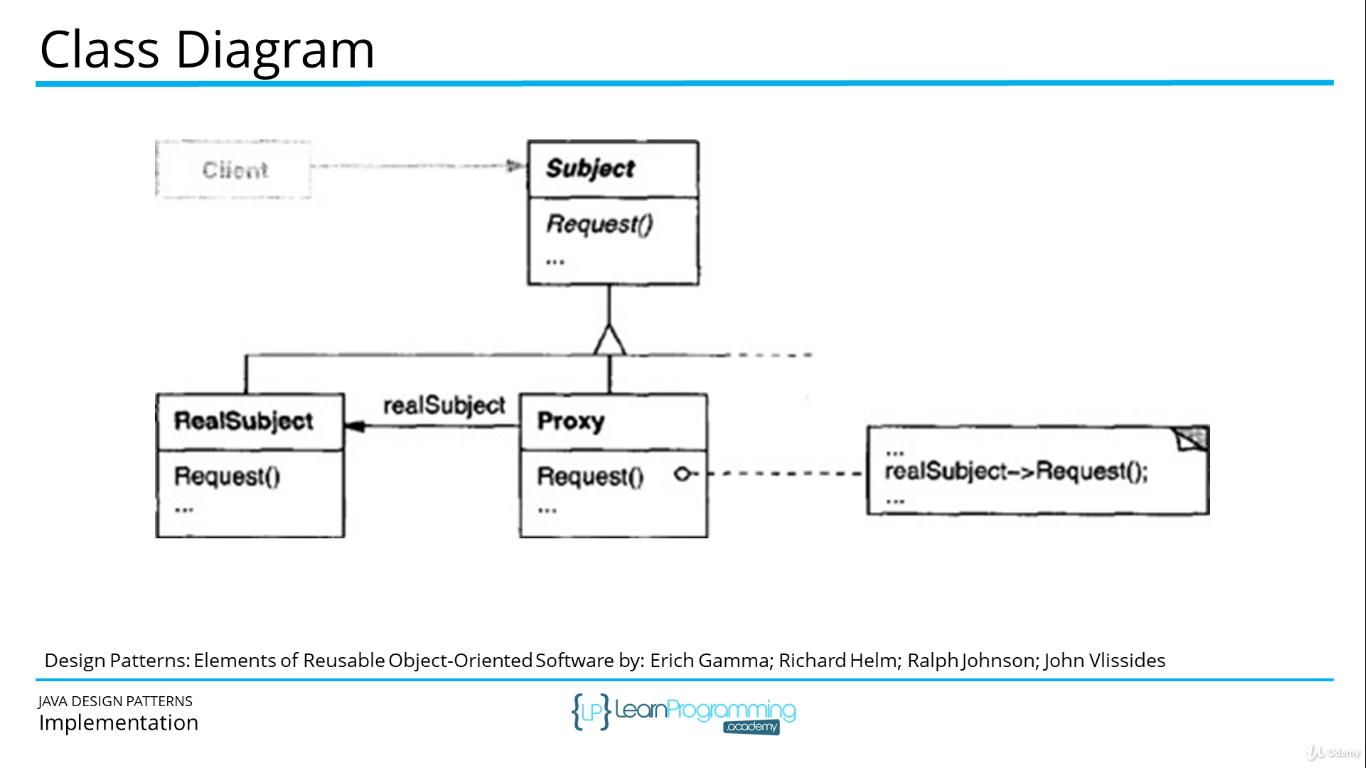 Class Diagram
Client
Subject
Request()
...
RealSubject
Request()
...
realSubject
Proxy
Request()
...
...
realSubject->Request();
...
Design Patterns: Elements of Reusable Object-Oriented Software by: Erich Gamma; Richard Helm; Ralph Johnson; John Vlissides
JAVA DESIGN PATTERNS
Implementation
{LP} LearnProgramming
.academy
Udemy